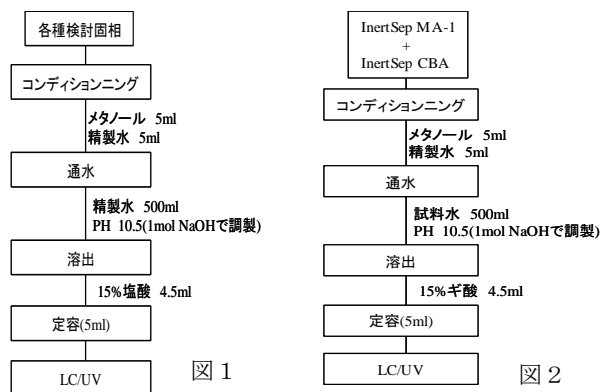 各種検討固相
コンディションニング
メタノール 5ml
精製水 5ml
通水
精製水 500ml
PH 10.5(1mol NaOHで調製)
溶出
15%塩酸 4.5ml
定容(5ml)
LC/UV
図1
InertSep MA-1
+
InertSep CBA
コンディションニング
メタノール 5ml
精製水 5ml
通水
試料水 500ml
PH 10.5(1mol NaOHで調製)
溶出
15%ギ酸 4.5ml
定容(5ml)
LC/UV
図2